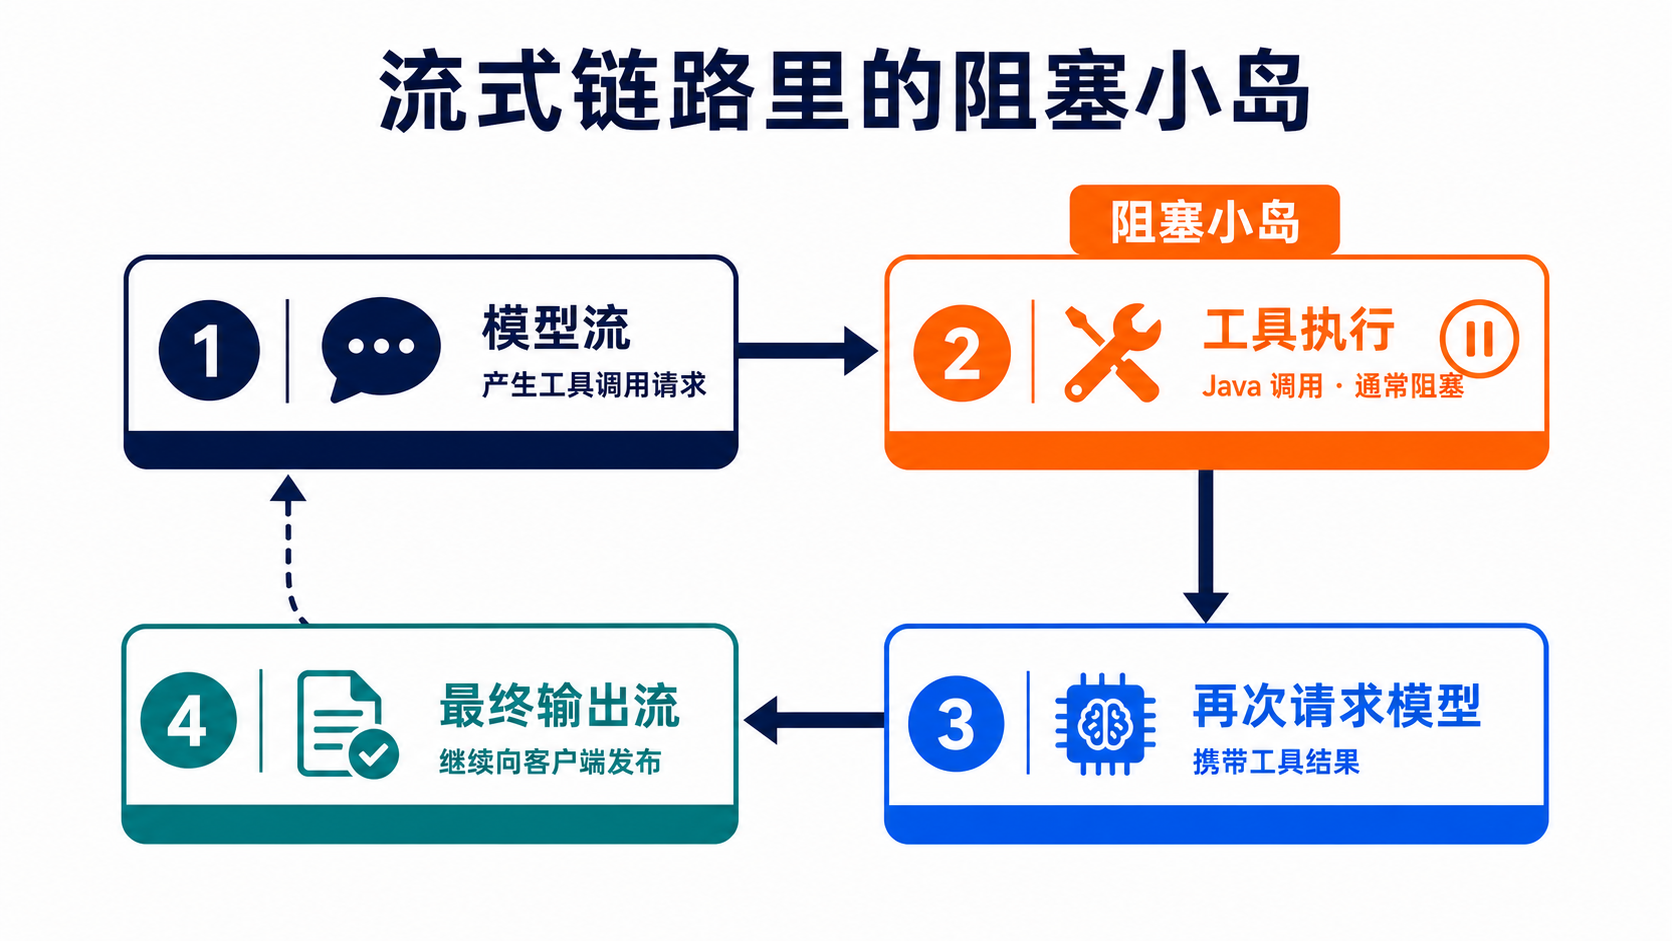 流式链路里的阻塞小岛
阻塞小岛
1
模型流
产生工具调用请求
2
工具执行
Java 调用 · 通常阻塞
4
最终输出流
继续向客户端发布
3
再次请求模型
携带工具结果